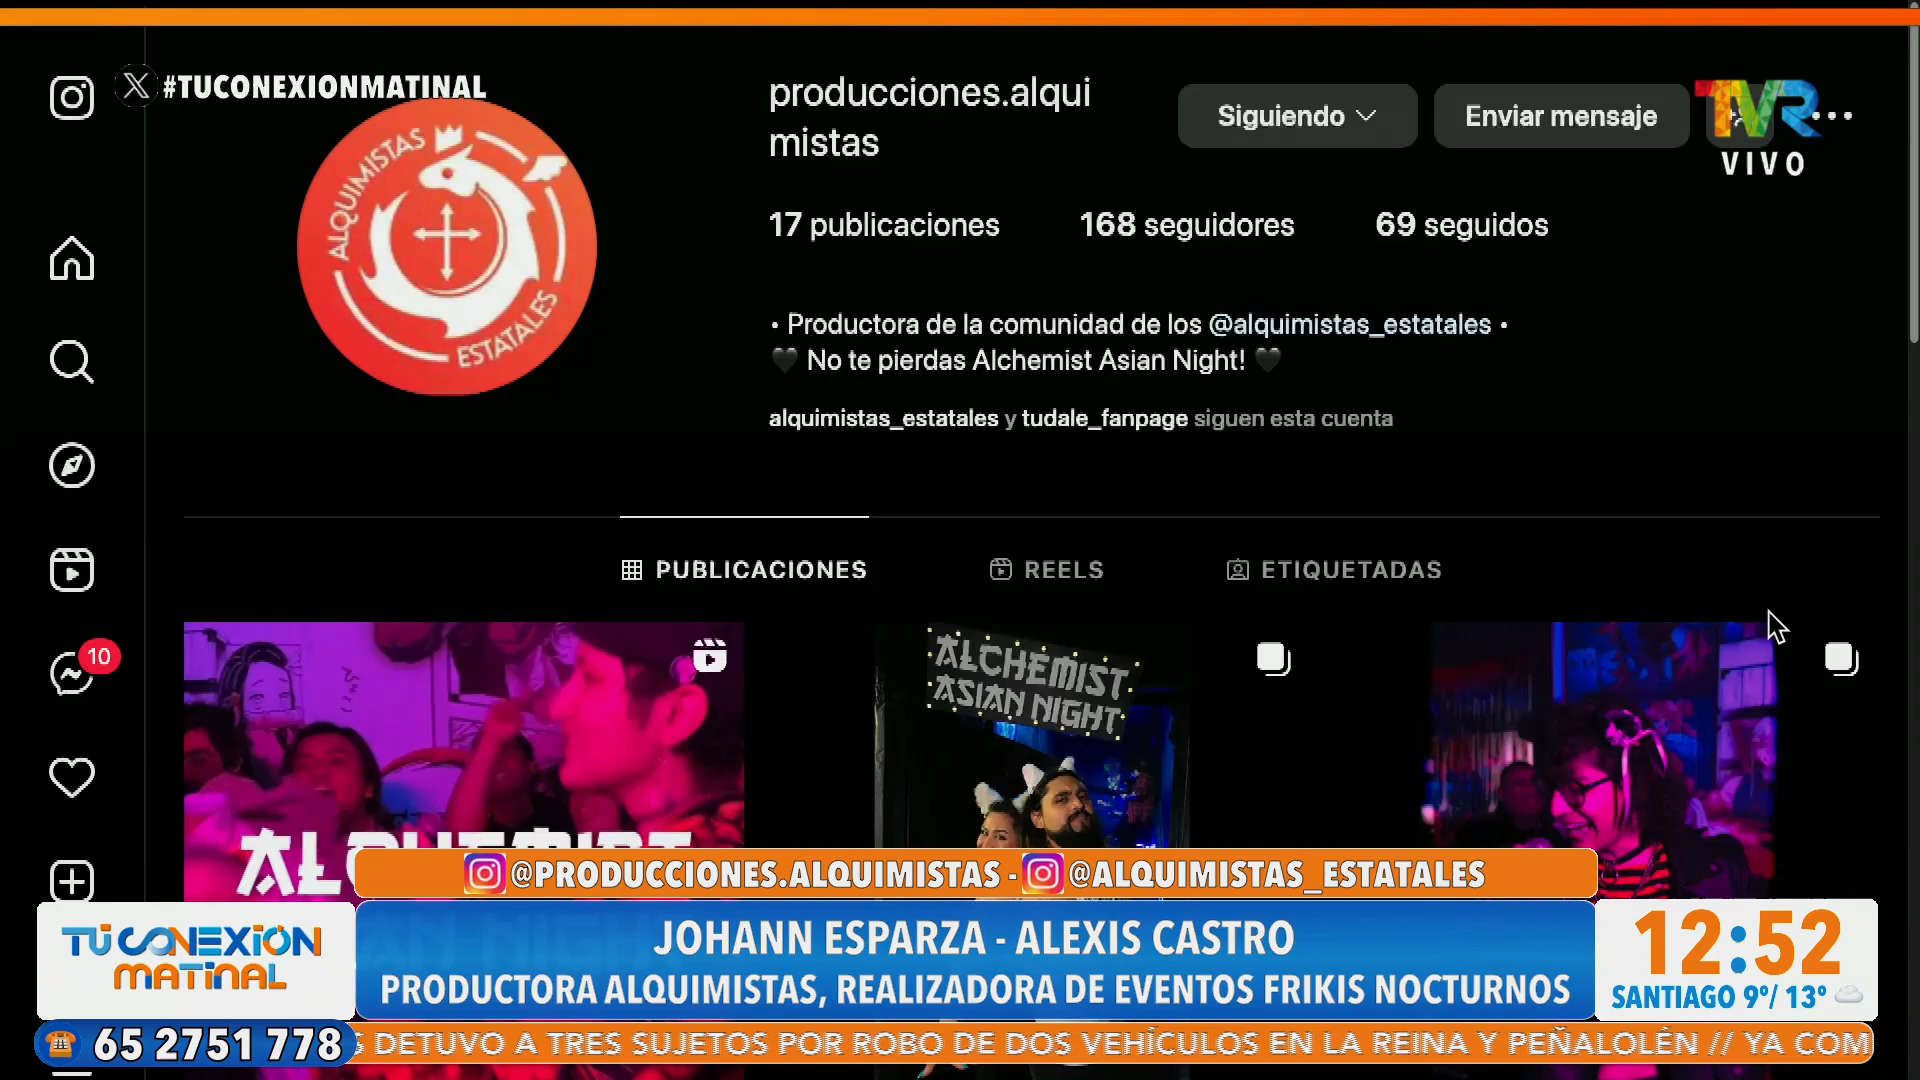 #TUCONEXIONMATINAL
producciones.alqui
mistas
Siguiendo
Enviar mensaje
TVR
VIVO
ALQUIMISTAS
ESTATALES
17 publicaciones
168 seguidores
69 seguidos
• Productora de la comunidad de los @alquimistas_estatales •
🖤 No te pierdas Alchemist Asian Night! 🖤
alquimistas_estatales y tudale_fanpage siguen esta cuenta
PUBLICACIONES
REELS
ETIQUETADAS
10
ALCHEMIST
ASIAN NIGHT
@PRODUCCIONES.ALQUIMISTAS - @ALQUIMISTAS_ESTATALES
TÚ CONEXIÓN
MATINAL
JOHANN ESPARZA - ALEXIS CASTRO
PRODUCTORA ALQUIMISTAS, REALIZADORA DE EVENTOS FRIKIS NOCTURNOS
12:52
SANTIAGO 9°/ 13°
65 2751 778
DETUVO A TRES SUJETOS POR ROBO DE DOS VEHÍCULOS EN LA REINA Y PEÑALOLÉN // YA COM